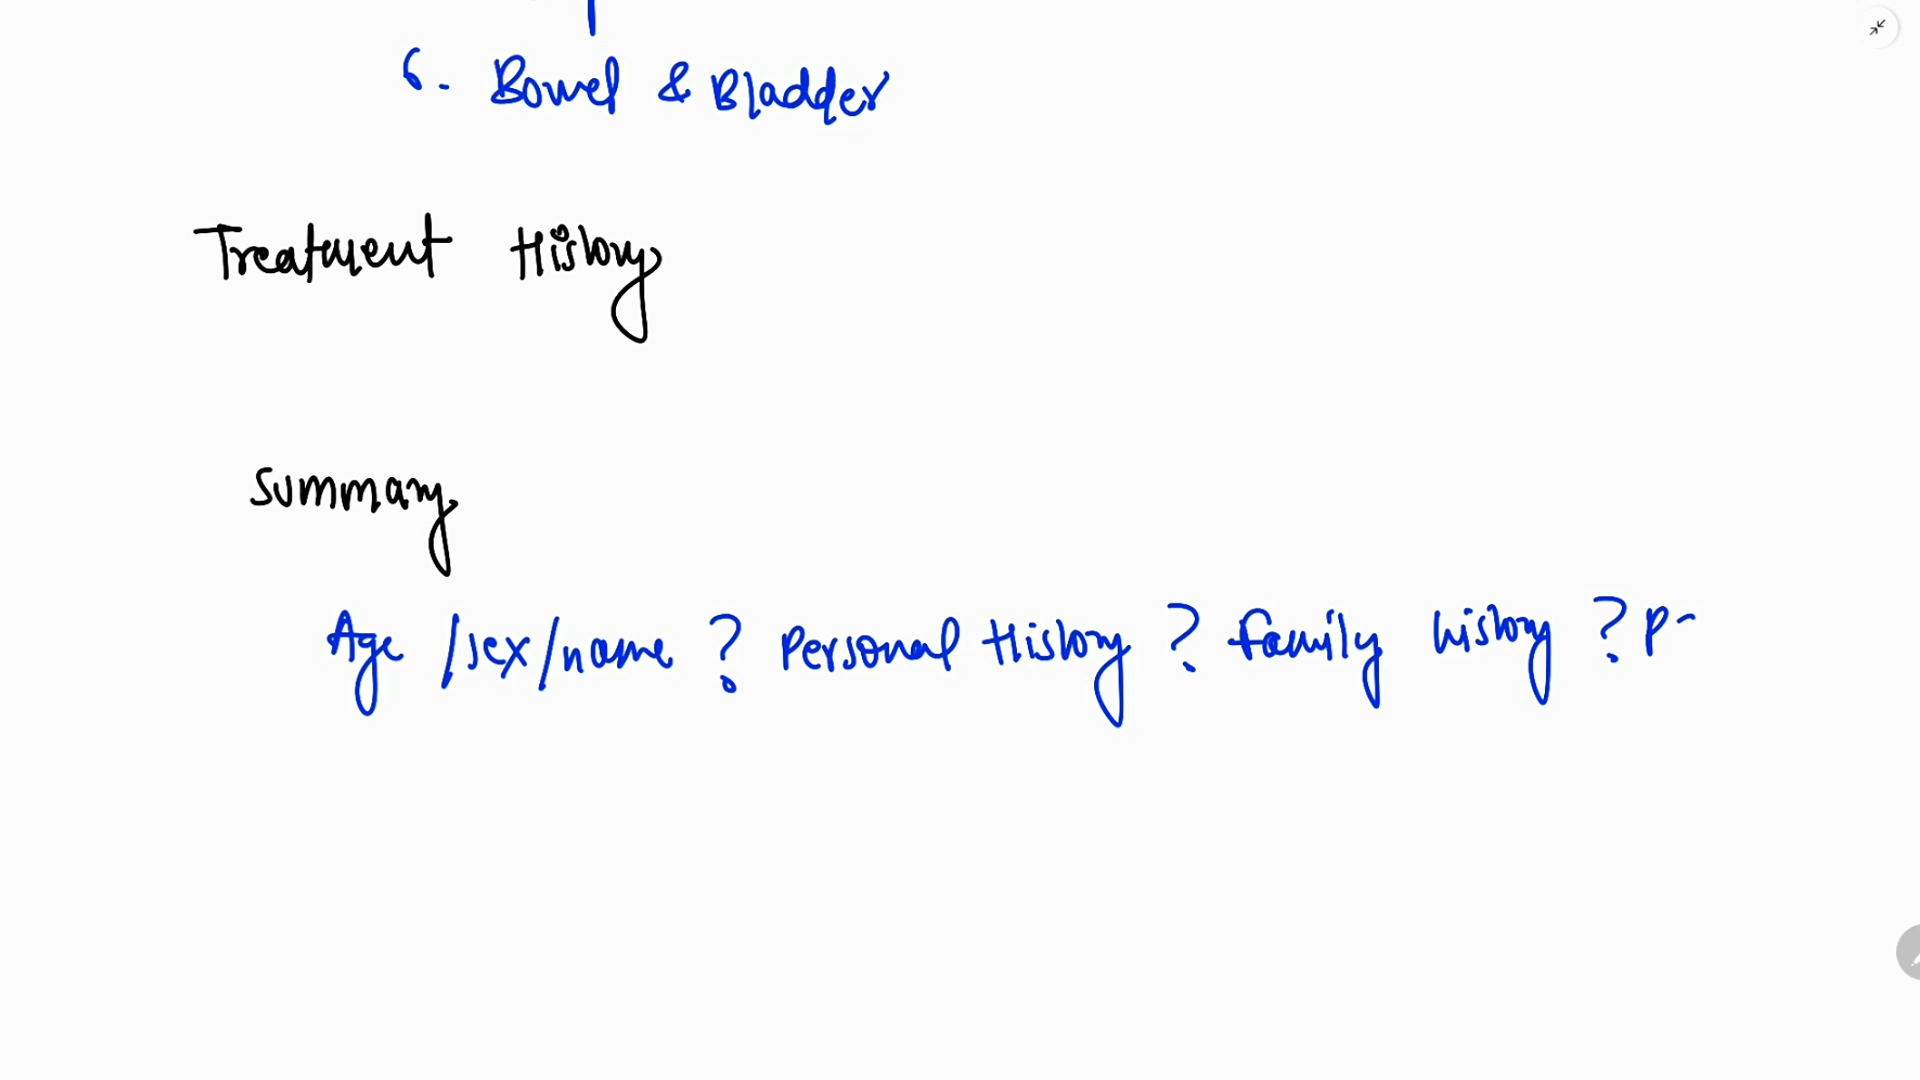 6. Bowel & Bladder
Treatment History
Summary
Age /sex/name ? Personal History ? family history ? P